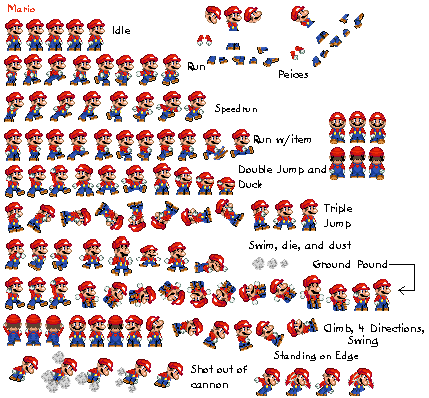 Mario
Idle
Run
Peices
Speedrun
Run w/item
Double Jump and
Duck
Triple
Jump
Swim, die, and dust
Ground Pound
Climb, 4 Directions,
Swing
Standing on Edge
Shot out of
cannon